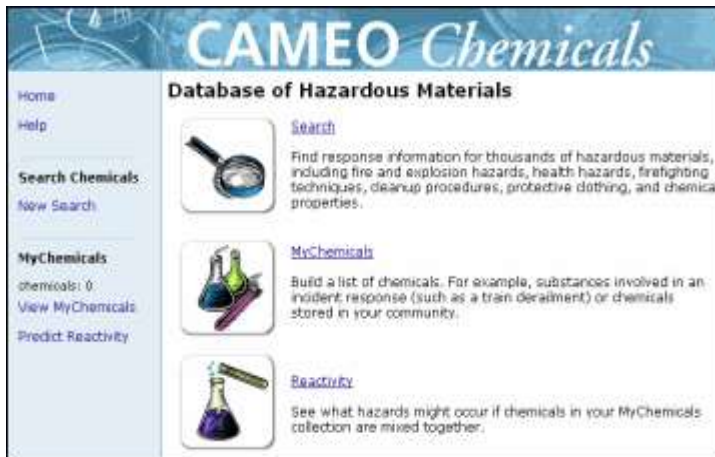 CAMEO Chemicals
Home
Help
Search Chemicals
New Search
MyChemicals
chemicals: 0
View MyChemicals
Predict Reactivity
Database of Hazardous Materials
Search
Find response information for thousands of hazardous materials,
including fire and explosion hazards, health hazards, firefighting
techniques, cleanup procedures, protective clothing, and chemica
properties.
MyChemicals
Build a list of chemicals. For example, substances involved in an
incident response (such as a train derailment) or chemicals
stored in your community.
Reactivity
See what hazards might occur if chemicals in your MyChemicals
collection are mixed together.